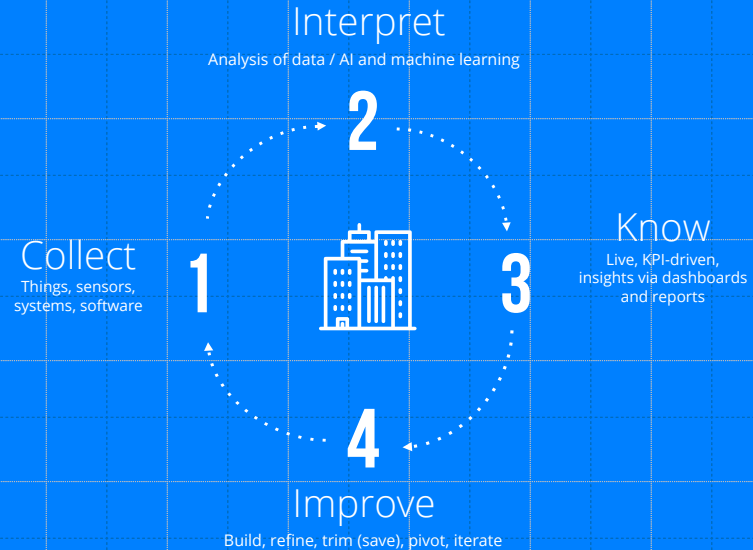 Interpret
Analysis of data / AI and machine learning
2
Collect
Things, sensors,
systems, software
1
3
Know
Live, KPI-driven,
insights via dashboards
and reports
4
Improve
Build, refine, trim (save), pivot, iterate